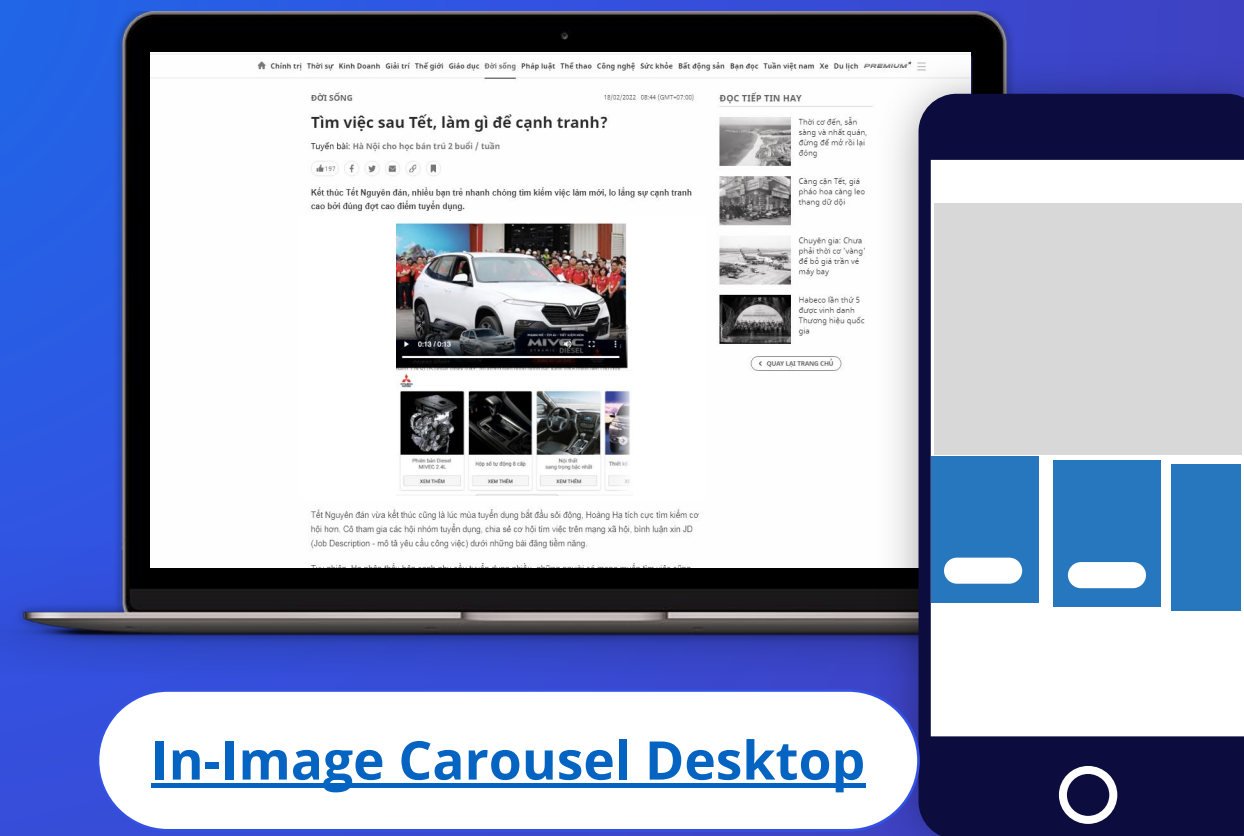 Chính trị Thời sự Kinh Doanh Giải trí Thế giới Giáo dục Đời sống Pháp luật Thể thao Công nghệ Sức khỏe Bất động sản Bạn đọc Tuần việt nam Xe Du lịch PREMIUM
ĐỜI SỐNG
18/02/2022 08:44 (GMT+07:00)
Tìm việc sau Tết, làm gì để cạnh tranh?
Tuyến bài: Hà Nội cho học bán trú 2 buổi / tuần
197
Kết thúc Tết Nguyên đán, nhiều bạn trẻ nhanh chóng tìm kiếm việc làm mới, lo lắng sự cạnh tranh
cao bởi đúng đợt cao điểm tuyển dụng.
MIVEC
DIESEL
0:13 / 0:13
Phiên bản Diesel
MIVEC 2.4L
XEM THÊM
Hộp số tự động 8 cấp
XEM THÊM
Nội thất
sang trọng bậc nhất
XEM THÊM
Thiết kế
Tết Nguyên đán vừa kết thúc cũng là lúc mùa tuyển dụng bắt đầu sôi động, Hoàng Hạ tích cực tìm kiếm cơ
hội hơn. Cô tham gia các hội nhóm tuyển dụng, chia sẻ cơ hội tìm việc trên mạng xã hội, bình luận xin JD
(Job Description - mô tả yêu cầu công việc) dưới những bài đăng tiềm năng.
ĐỌC TIẾP TIN HAY
Thời cơ đến, sẵn
sàng và nhất quán,
đừng để mở rồi lại
đóng
Càng cận Tết, giá
pháo hoa càng leo
thang dữ dội
Chuyên gia: Chưa
phải thời cơ 'vàng'
để bỏ giá trần vé
máy bay
Habeco lần thứ 5
được vinh danh
Thương hiệu quốc
gia
QUAY LẠI TRANG CHỦ
In-Image Carousel Desktop